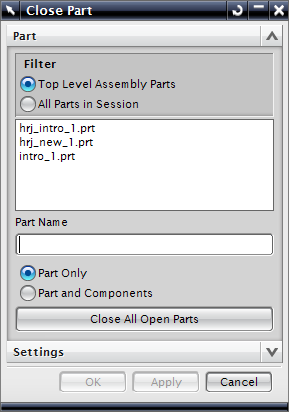 Close Part
Part
Filter
Top Level Assembly Parts
All Parts in Session
hrj_intro_1.prt
hrj_new_1.prt
intro_1.prt
Part Name
Part Only
Part and Components
Close All Open Parts
Settings
OK Apply Cancel